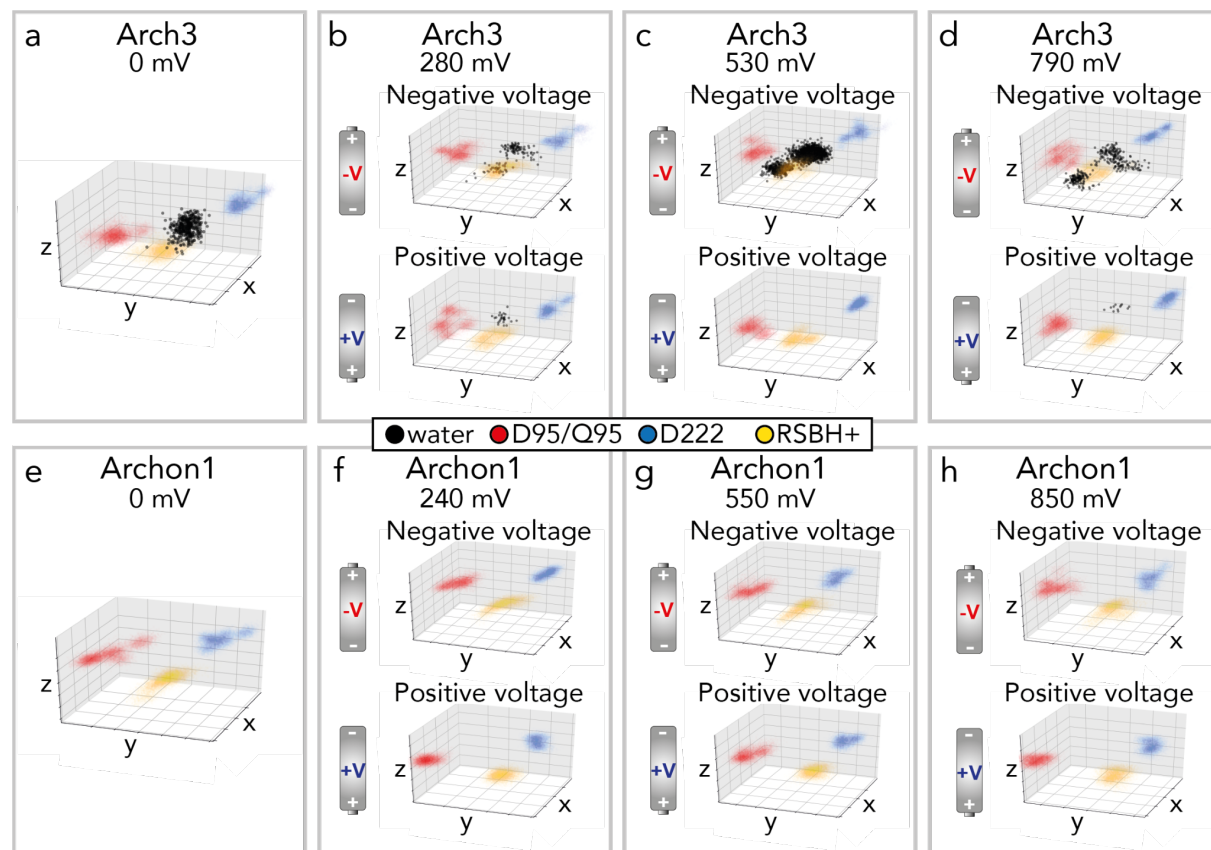 a
Arch3
0 mV
z
y
x
b
Arch3
280 mV
Negative voltage
+
-V
-
z
y
x
Positive voltage
-
+V
+
z
y
x
c
Arch3
530 mV
Negative voltage
+
-V
-
z
y
x
Positive voltage
-
+V
+
z
y
x
d
Arch3
790 mV
Negative voltage
+
-V
-
z
y
x
Positive voltage
-
+V
+
z
y
x
water D95/Q95 D222 RSBH+
e
Archon1
0 mV
z
y
x
f
Archon1
240 mV
Negative voltage
+
-V
-
z
y
x
Positive voltage
-
+V
+
z
y
x
g
Archon1
550 mV
Negative voltage
+
-V
-
z
y
x
Positive voltage
-
+V
+
z
y
x
h
Archon1
850 mV
Negative voltage
+
-V
-
z
y
x
Positive voltage
-
+V
+
z
y
x